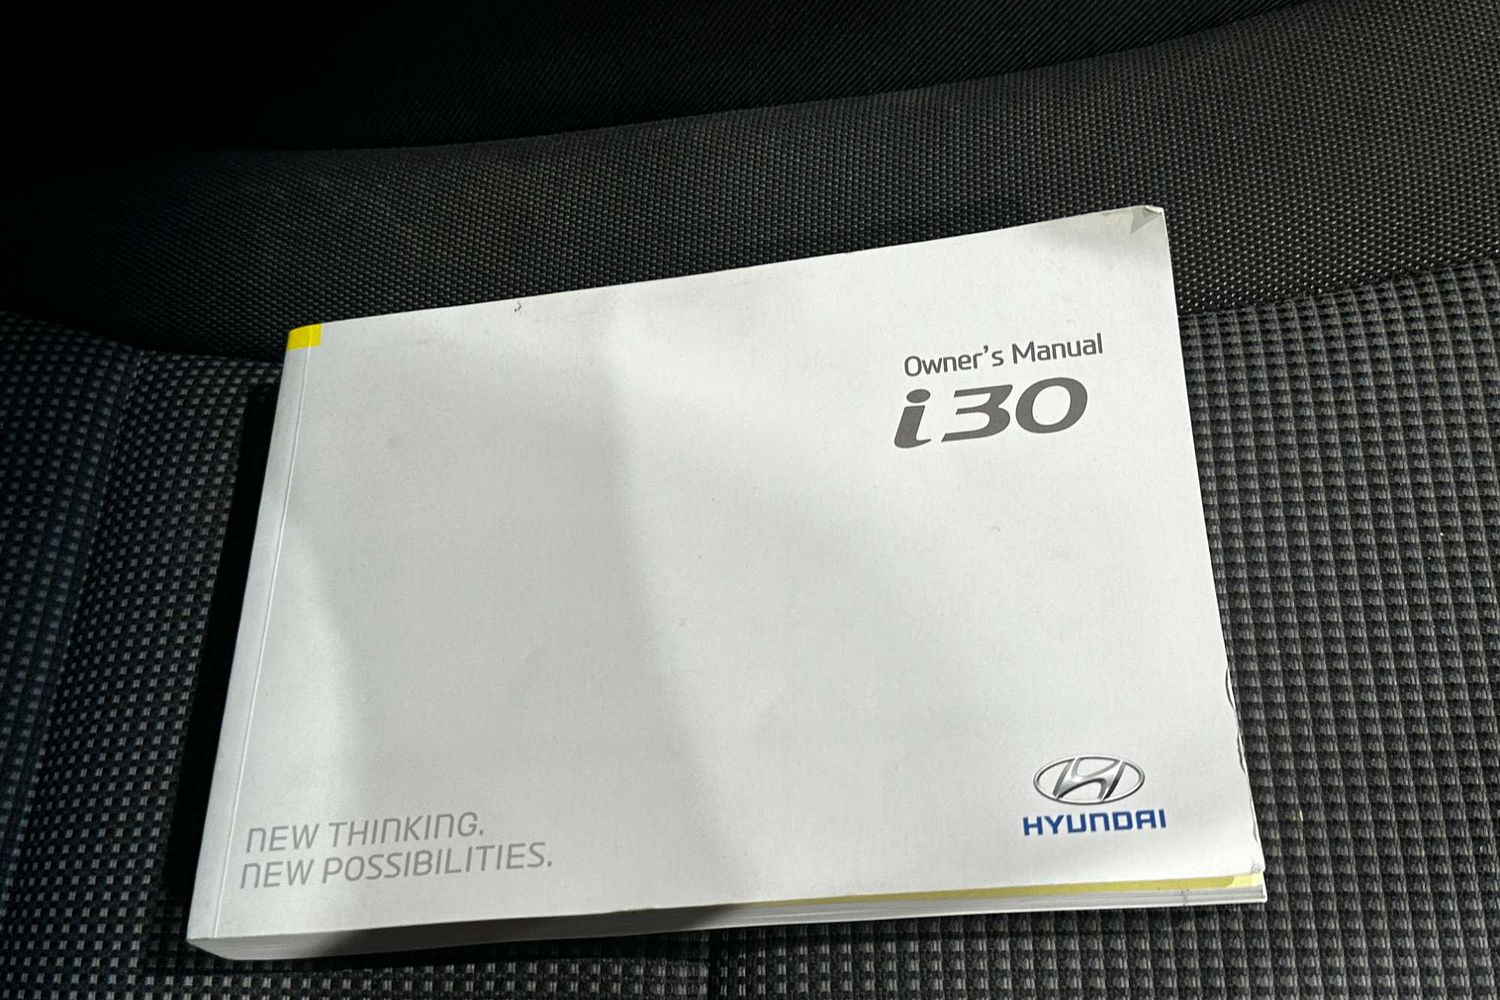 Owner's Manual
i30
HYUNDAI
NEW THINKING.
NEW POSSIBILITIES.